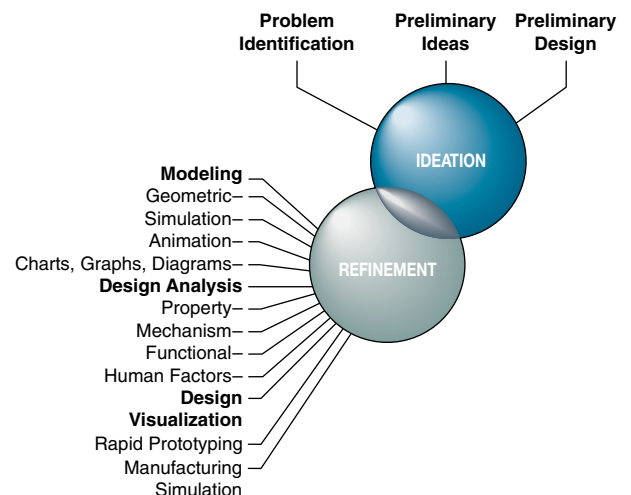 Problem
Identification
Preliminary
Ideas
Preliminary
Design
IDEATION
Modeling
Geometric–
Simulation–
Animation–
Charts, Graphs, Diagrams–
Design Analysis
Property–
Mechanism–
Functional–
Human Factors–
Design
Visualization
Rapid Prototyping
Manufacturing
Simulation
REFINEMENT